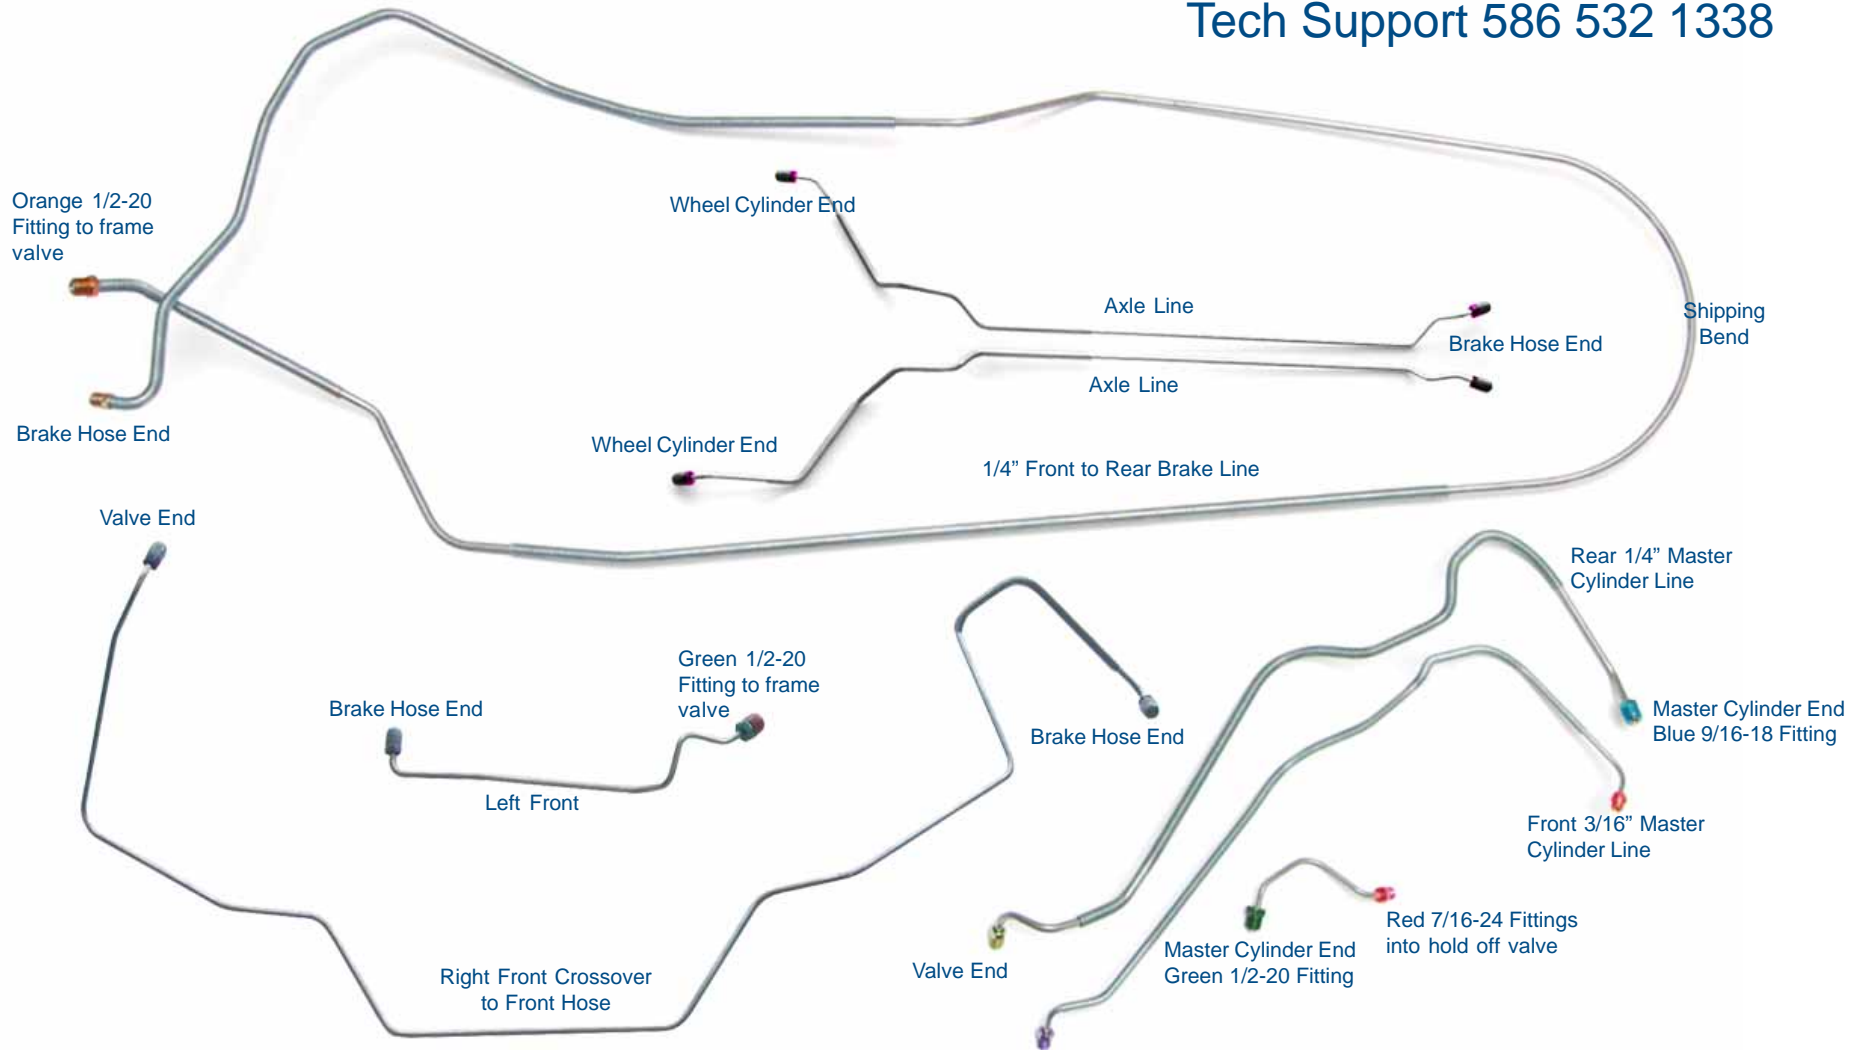 Tech Support 586 532 1338
Orange 1/2-20
Fitting to frame
valve
Wheel Cylinder End
Axle Line
Shipping
Bend
Brake Hose End
Axle Line
Brake Hose End
Wheel Cylinder End
1/4” Front to Rear Brake Line
Valve End
Rear 1/4” Master
Cylinder Line
Green 1/2-20
Fitting to frame
valve
Brake Hose End
Brake Hose End
Master Cylinder End
Blue 9/16-18 Fitting
Left Front
Front 3/16” Master
Cylinder Line
Red 7/16-24 Fittings
into hold off valve
Master Cylinder End
Green 1/2-20 Fitting
Valve End
Right Front Crossover
to Front Hose